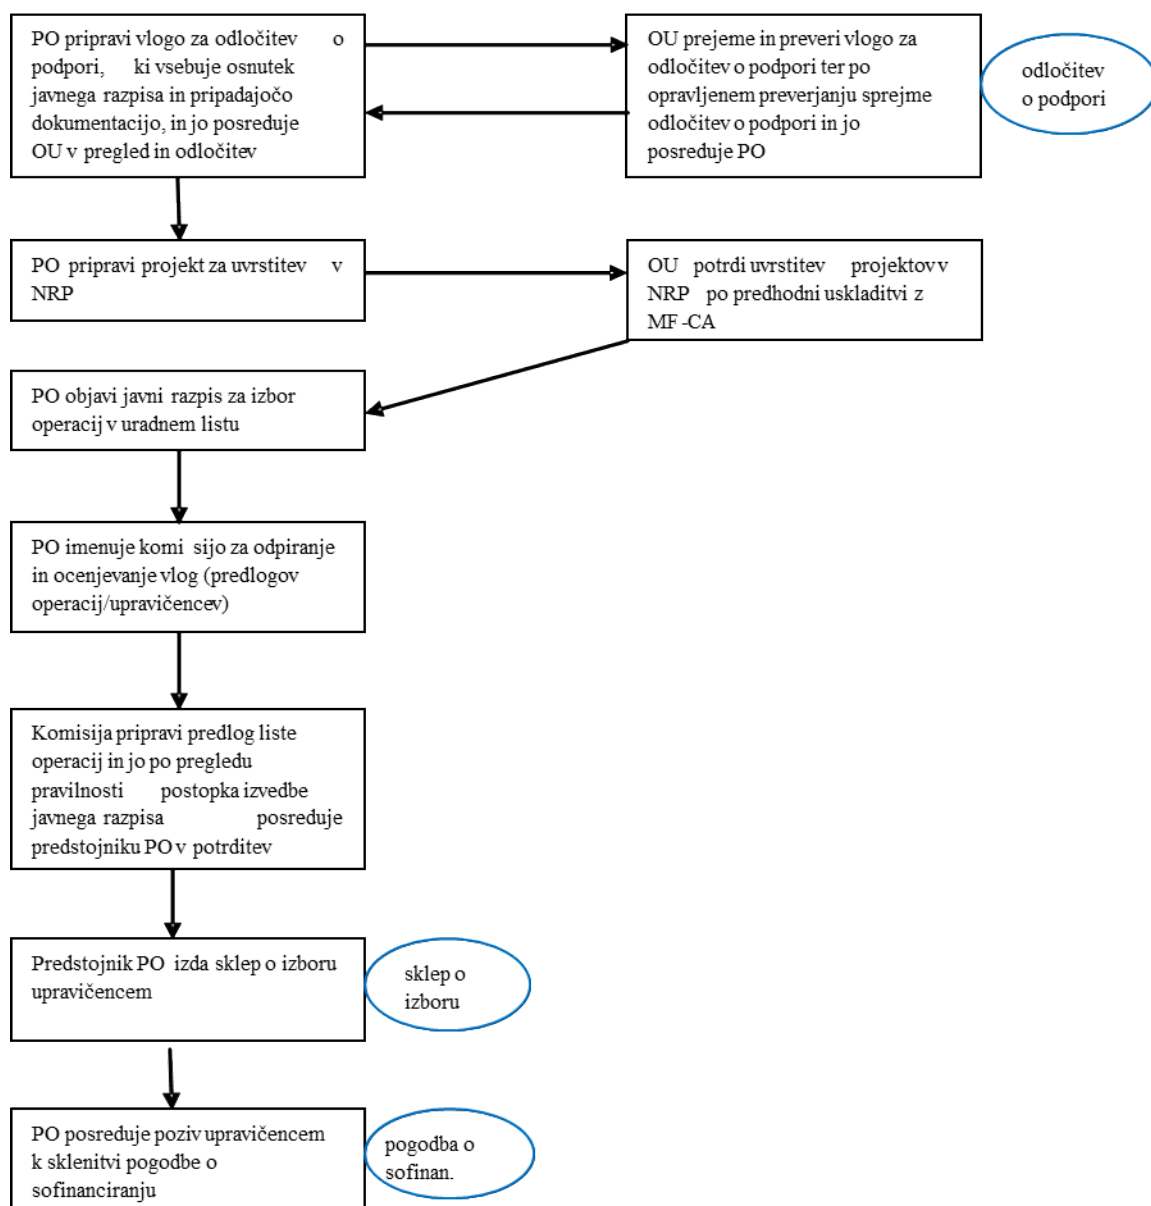 PO pripravi vlogo za odločitev o
podpori, ki vsebuje osnutek
javnega razpisa in pripadajočo
dokumentacijo, in jo posreduje
OU v pregled in odločitev
OU prejeme in preveri vlogo za
odločitev o podpori ter po
opravljenem preverjanju sprejme
odločitev o podpori in jo
posreduje PO
odločitev
o podpori
PO pripravi projekt za uvrstitev v
NRP
OU potrdi uvrstitev projektov v
NRP po predhodni uskladitvi z
MF-CA
PO objavi javni razpis za izbor
operacij v uradnem listu
PO imenuje komi sijo za odpiranje
in ocenjevanje vlog (predlogov
operacij/upravičencev)
Komisija pripravi predlog liste
operacij in jo po pregledu
pravilnosti postopka izvedbe
javnega razpisa posreduje
predstojniku PO v potrditev
Predstojnik PO izda sklep o izboru
upravičencem
sklep o
izboru
PO posreduje poziv upravičencem
k sklenitvi pogodbe o
sofinanciranju
pogodba o
sofinan.